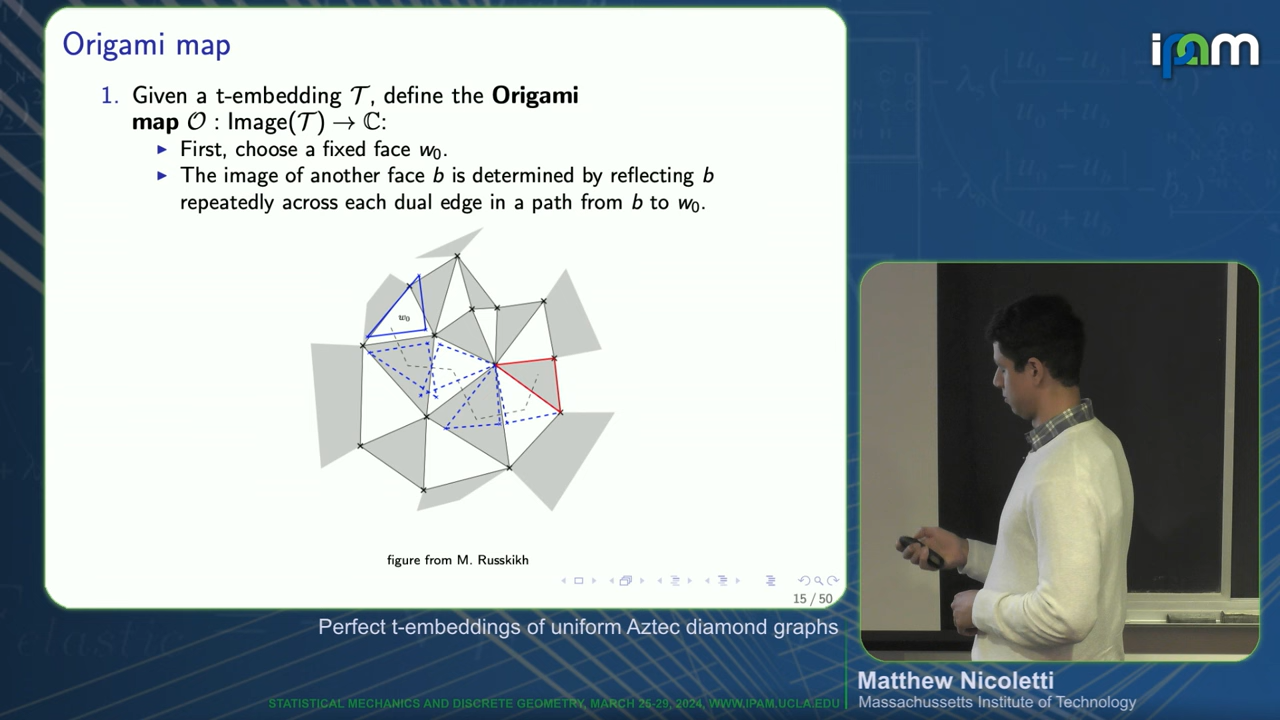 Origami map
1. Given a t-embedding 𝒯, define the Origami
map 𝒪 : Image(𝒯) → ℂ:
▶ First, choose a fixed face w₀.
▶ The image of another face b is determined by reflecting b
repeatedly across each dual edge in a path from b to w₀.
w₀
figure from M. Russkikh
15 / 50
ipam
Perfect t-embeddings of uniform Aztec diamond graphs
Matthew Nicoletti
Massachussetts Institute of Technology
STATISTICAL MECHANICS AND DISCRETE GEOMETRY, MARCH 25-29, 2024, WWW.IPAM.UCLA.EDU